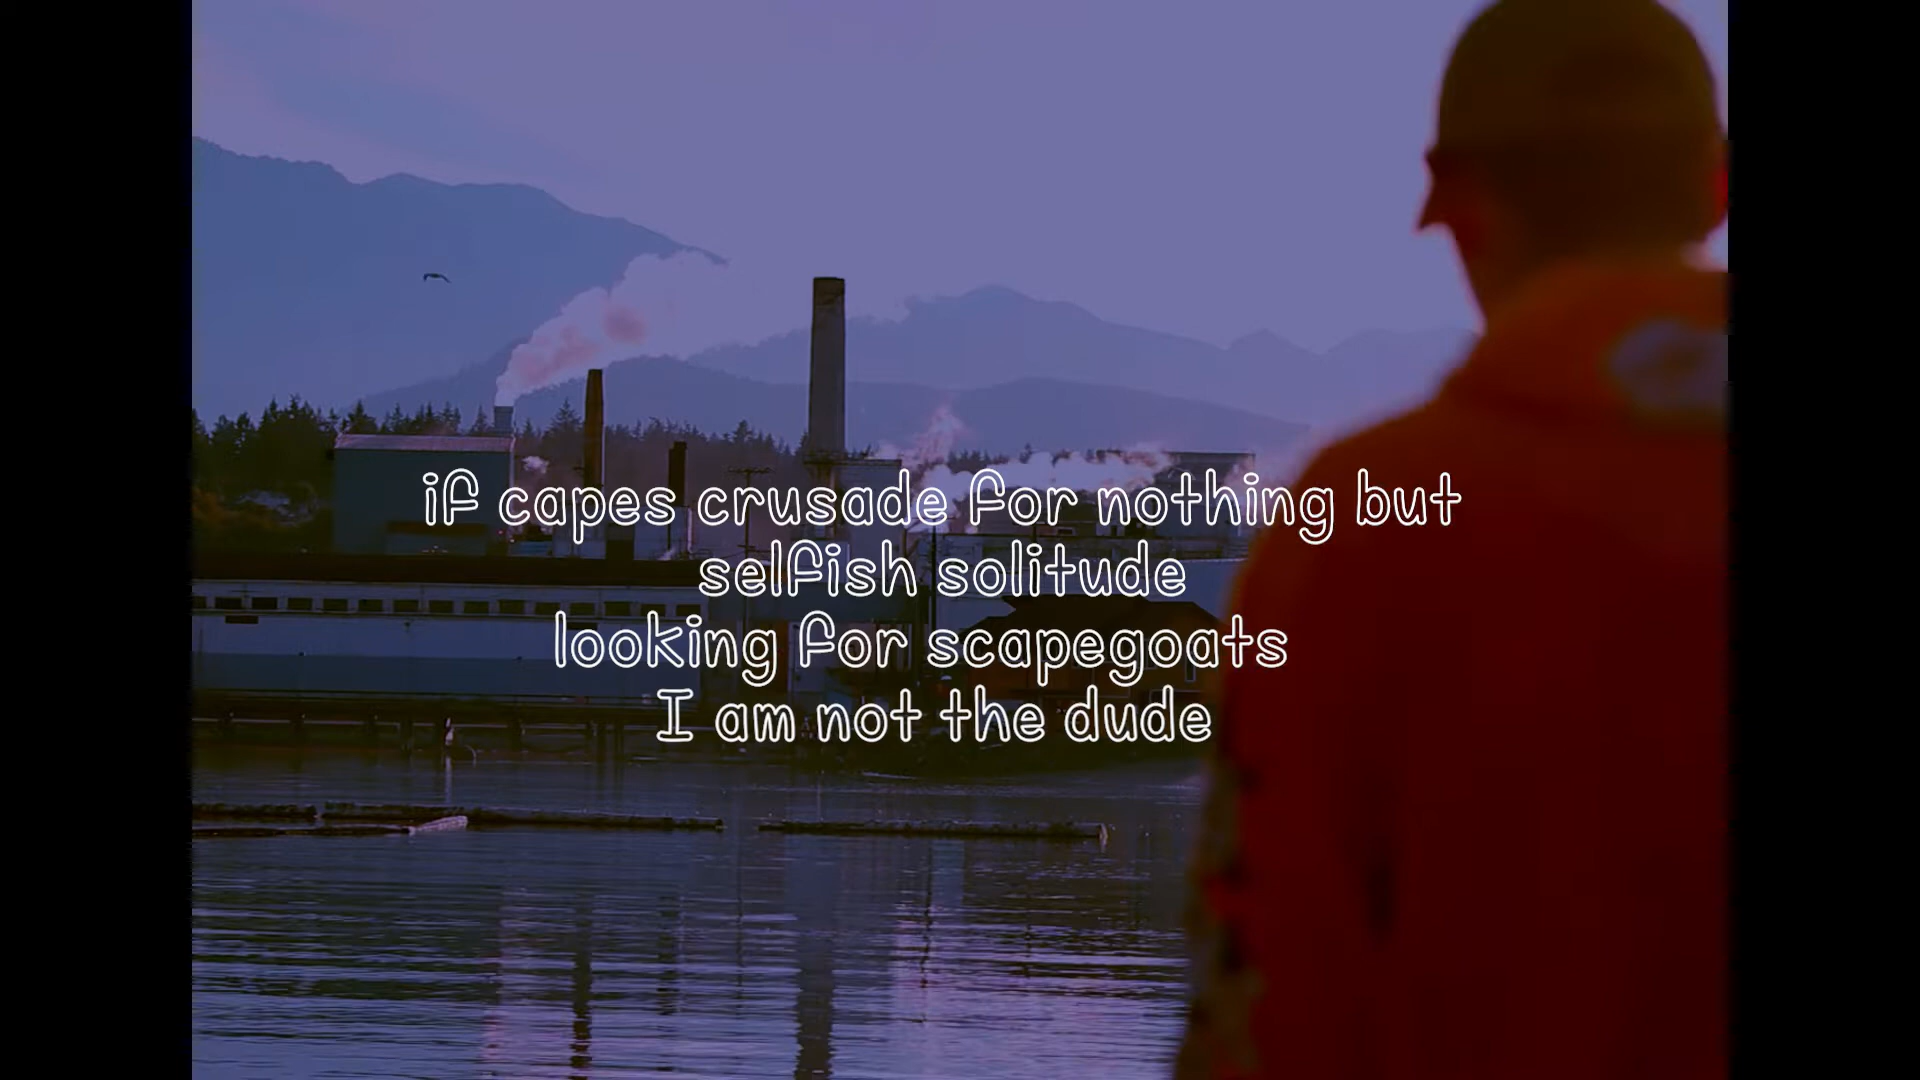 if capes crusade for nothing but
selfish solitude
looking for scapegoats
I am not the dude